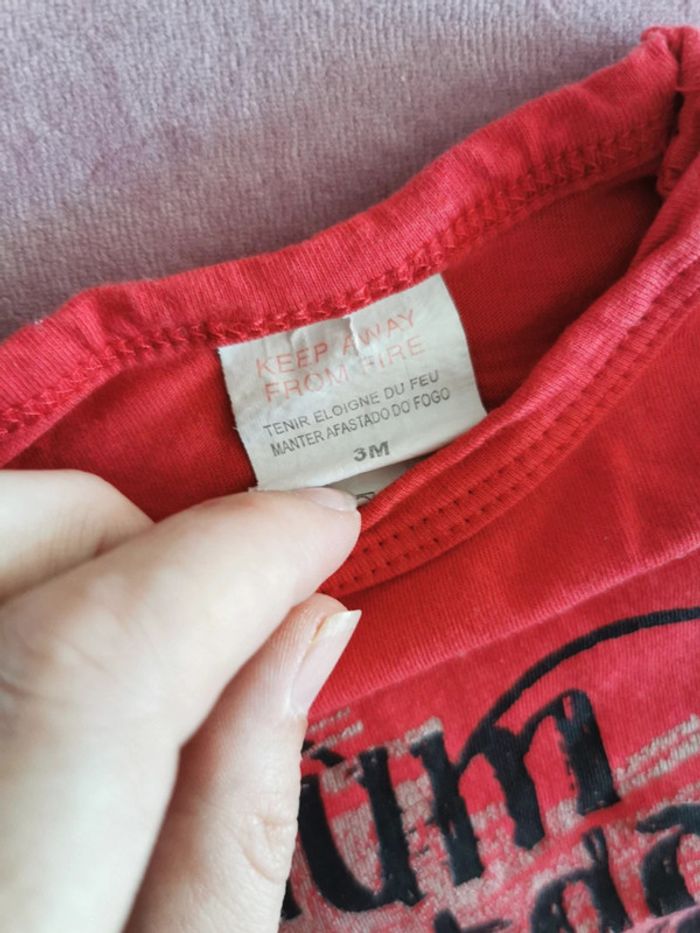 KEEP AWAY
FROM FIRE
TENIR ELOIGNE DU FEU
MANTER AFASTADO DO FOGO
3M